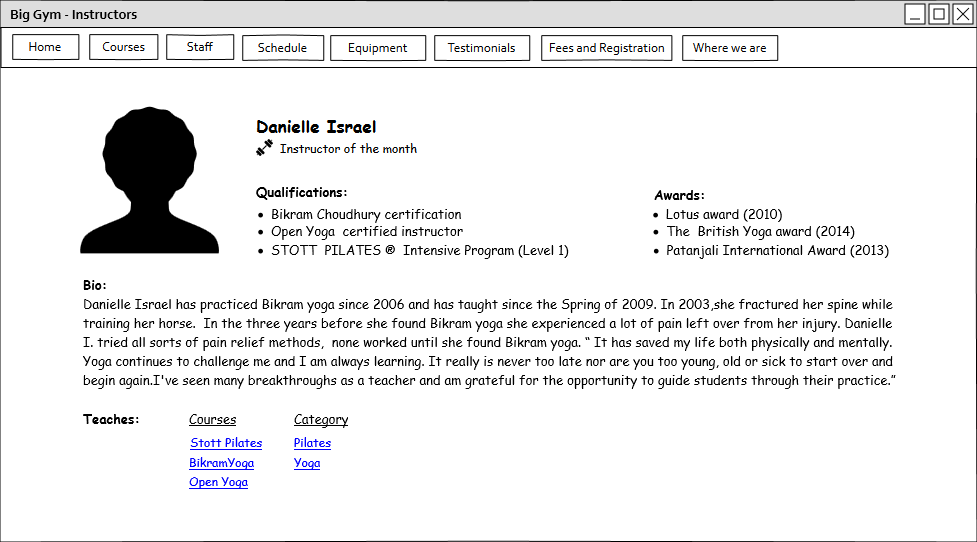 Big Gym - Instructors
Home Courses Staff Schedule Equipment Testimonials Fees and Registration Where we are
Danielle Israel
Instructor of the month
Qualifications:
• Bikram Choudhury certification
• Open Yoga certified instructor
• STOTT PILATES ® Intensive Program (Level 1)
Awards:
• Lotus award (2010)
• The British Yoga award (2014)
• Patanjali International Award (2013)
Bio:
Danielle Israel has practiced Bikram yoga since 2006 and has taught since the Spring of 2009. In 2003,she fractured her spine while
training her horse. In the three years before she found Bikram yoga she experienced a lot of pain left over from her injury. Danielle
I. tried all sorts of pain relief methods, none worked until she found Bikram yoga. “ It has saved my life both physically and mentally.
Yoga continues to challenge me and I am always learning. It really is never too late nor are you too young, old or sick to start over and
begin again.I've seen many breakthroughs as a teacher and am grateful for the opportunity to guide students through their practice.”
Teaches: Courses Category
Stott Pilates Pilates
BikramYoga Yoga
Open Yoga